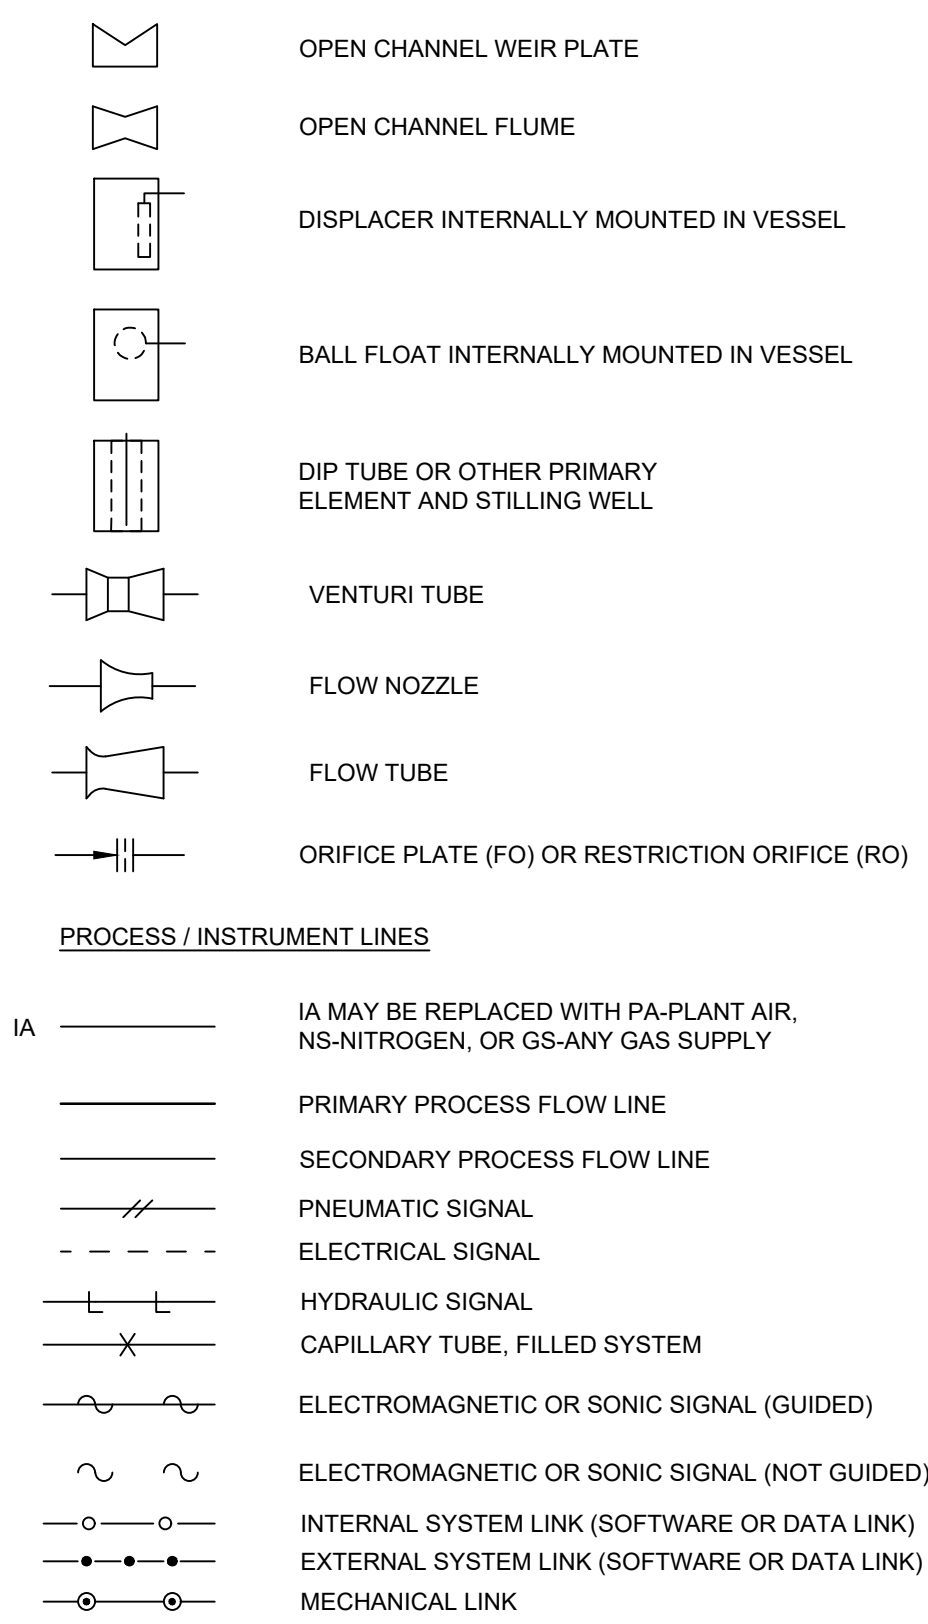 OPEN CHANNEL WEIR PLATE
OPEN CHANNEL FLUME
DISPLACER INTERNALLY MOUNTED IN VESSEL
BALL FLOAT INTERNALLY MOUNTED IN VESSEL
DIP TUBE OR OTHER PRIMARY
ELEMENT AND STILLING WELL
VENTURI TUBE
FLOW NOZZLE
FLOW TUBE
ORIFICE PLATE (FO) OR RESTRICTION ORIFICE (RO)
PROCESS / INSTRUMENT LINES
IA
IA MAY BE REPLACED WITH PA-PLANT AIR,
NS-NITROGEN, OR GS-ANY GAS SUPPLY
PRIMARY PROCESS FLOW LINE
SECONDARY PROCESS FLOW LINE
PNEUMATIC SIGNAL
ELECTRICAL SIGNAL
HYDRAULIC SIGNAL
CAPILLARY TUBE, FILLED SYSTEM
ELECTROMAGNETIC OR SONIC SIGNAL (GUIDED)
ELECTROMAGNETIC OR SONIC SIGNAL (NOT GUIDED)
INTERNAL SYSTEM LINK (SOFTWARE OR DATA LINK)
EXTERNAL SYSTEM LINK (SOFTWARE OR DATA LINK)
MECHANICAL LINK